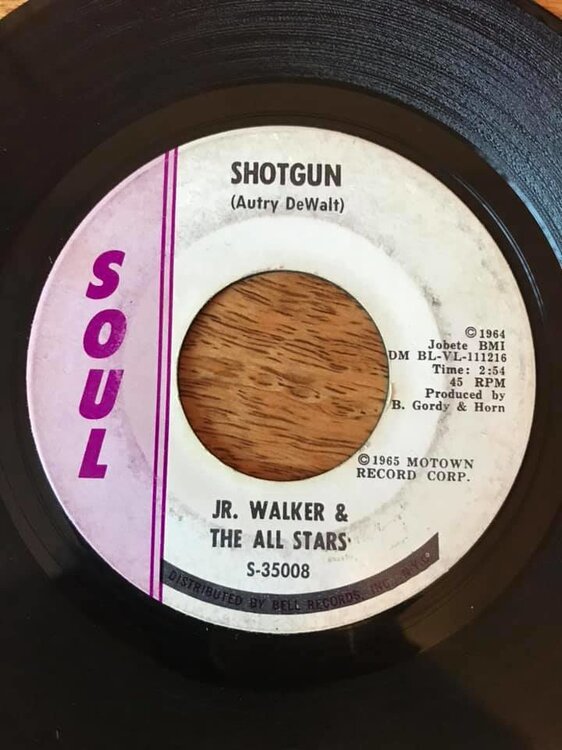 SHOTGUN
(Autry DeWalt)
SOUL
©1964
Jobete BMI
DM BL-VL-111216
Time: 2:54
45 RPM
Produced by
B. Gordy & Horn
©1965 MOTOWN
RECORD CORP.
JR. WALKER &
THE ALL STARS
S-35008
DISTRIBUTED BY BELL RECORDS, INC. N.Y.C.